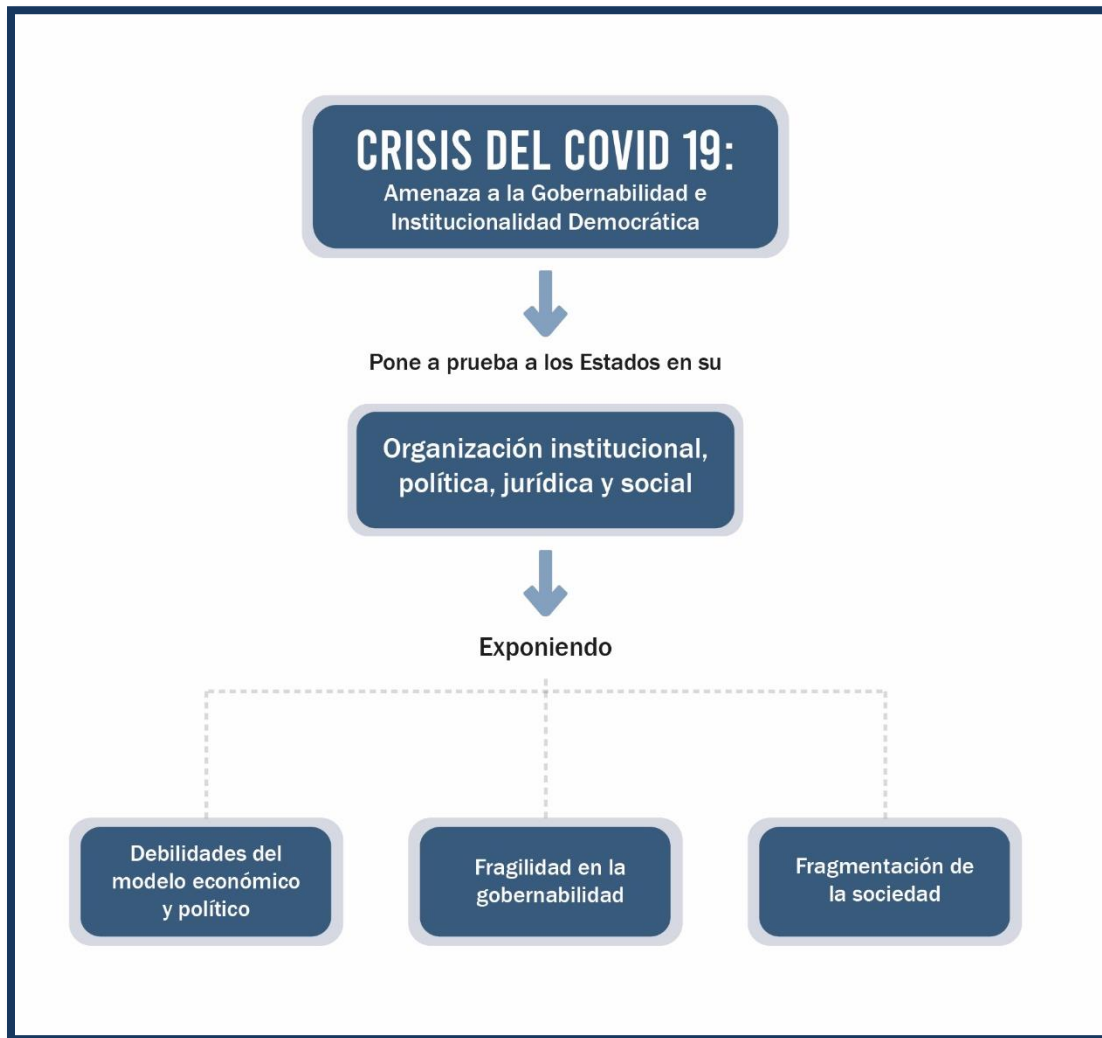 CRISIS DEL COVID 19:
Amenaza a la Gobernabilidad e
Institucionalidad Democrática
Pone a prueba a los Estados en su
Organización institucional,
política, jurídica y social
Exponiendo
Debilidades del
modelo económico
y político
Fragilidad en la
gobernabilidad
Fragmentación de
la sociedad